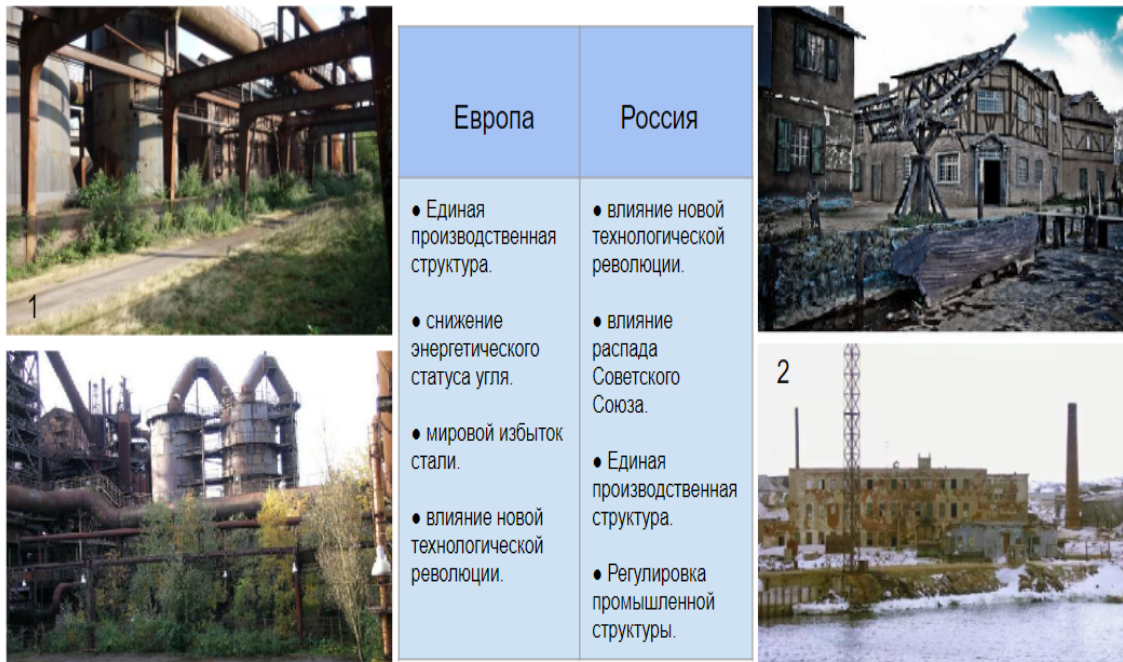 Европа
● Единая
производственная
структура.
● снижение
энергетического
статуса угля.
● мировой избыток
стали.
● влияние новой
технологической
революции.
Россия
● влияние новой
технологической
революции.
● влияние
распада
Советского
Союза.
● Единая
производственная
структура.
● Регулировка
промышленной
структуры.
1
2